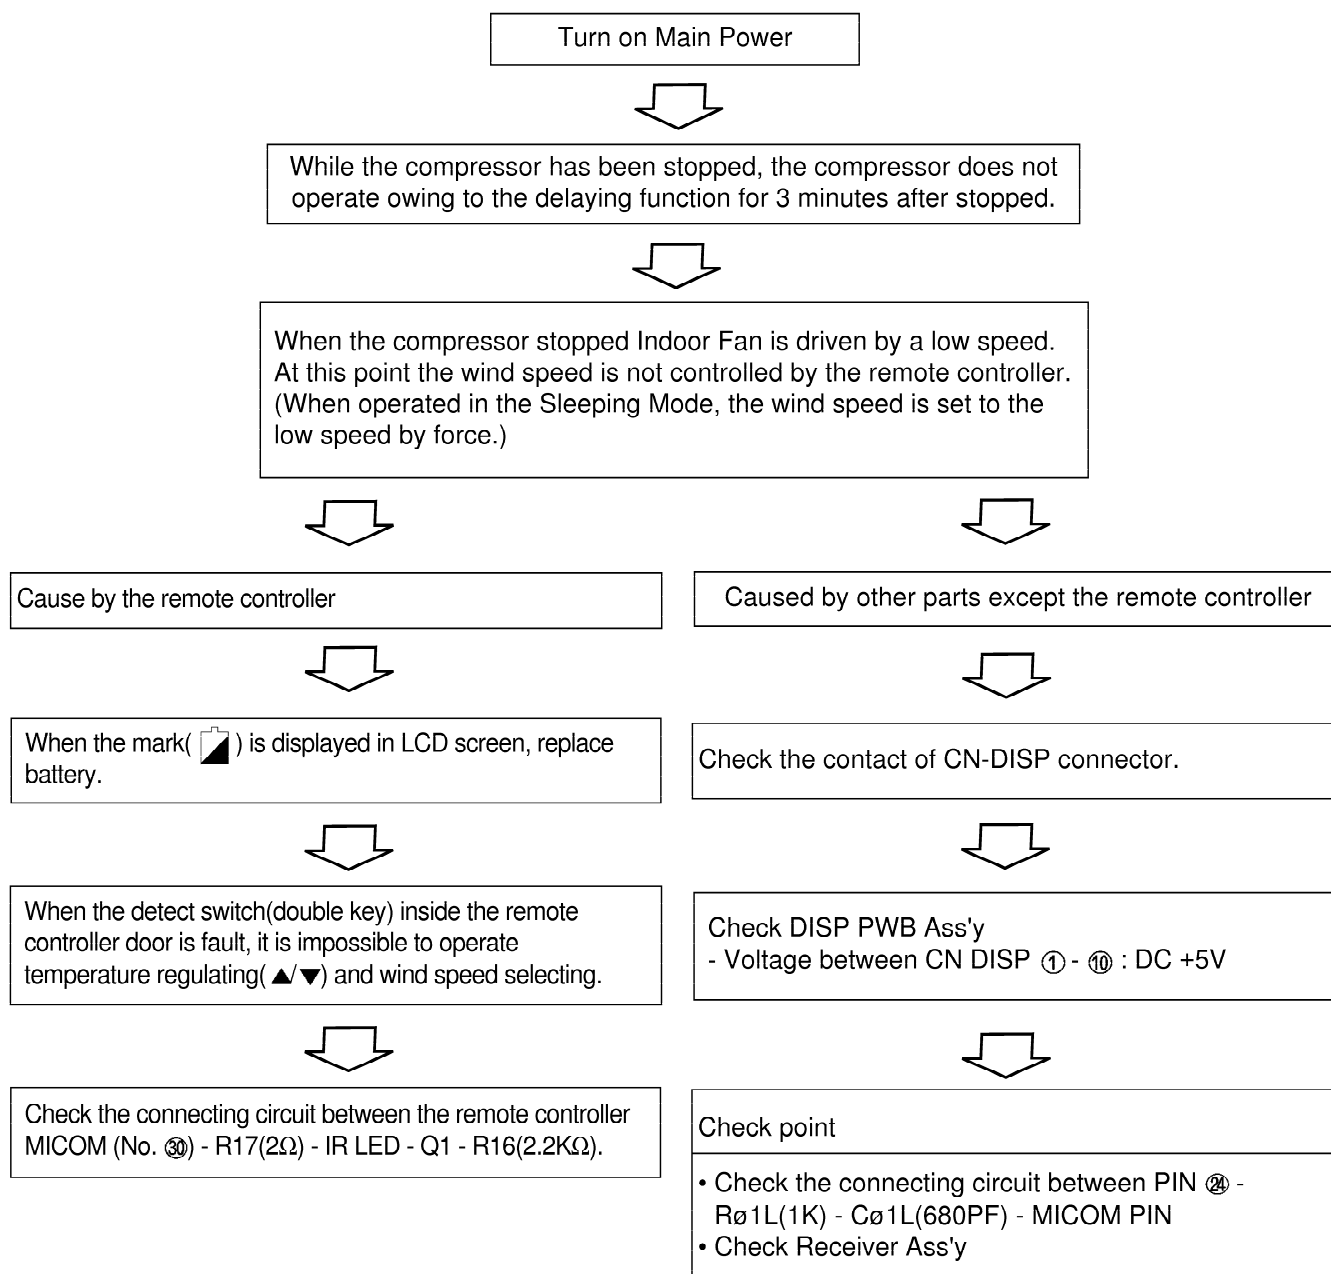 Turn on Main Power
While the compressor has been stopped, the compressor does not
operate owing to the delaying function for 3 minutes after stopped.
When the compressor stopped Indoor Fan is driven by a low speed.
At this point the wind speed is not controlled by the remote controller.
(When operated in the Sleeping Mode, the wind speed is set to the
low speed by force.)
Cause by the remote controller
When the mark( ) is displayed in LCD screen, replace
battery.
When the detect switch(double key) inside the remote
controller door is fault, it is impossible to operate
temperature regulating(▲/▼) and wind speed selecting.
Check the connecting circuit between the remote controller
MICOM (No. ㉚) - R17(2Ω) - IR LED - Q1 - R16(2.2KΩ).
Caused by other parts except the remote controller
Check the contact of CN-DISP connector.
Check DISP PWB Ass'y
- Voltage between CN DISP ① - ⑩ : DC +5V
Check point
• Check the connecting circuit between PIN ㉔ -
Rø1L(1K) - Cø1L(680PF) - MICOM PIN
• Check Receiver Ass'y